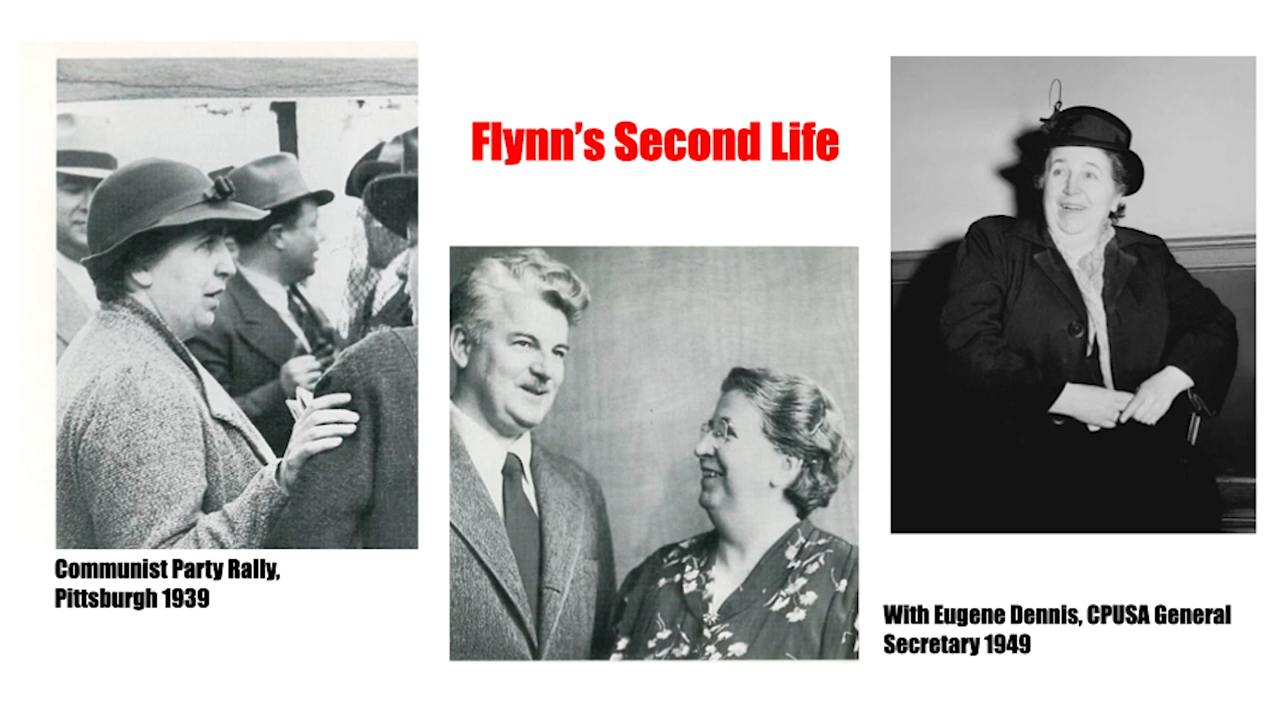 Flynn’s Second Life
Communist Party Rally,
Pittsburgh 1939
With Eugene Dennis, CPUSA General
Secretary 1949